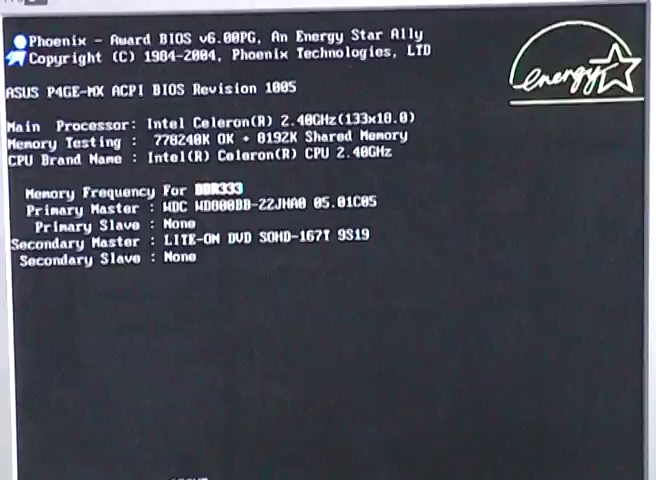 Phoenix - Award BIOS v6.00PG, An Energy Star Ally
Copyright (C) 1984-2004, Phoenix Technologies, LTD
energy
ASUS P4GE-MX ACPI BIOS Revision 1005
Main Processor: Intel Celeron(R) 2.40GHz(133x18.0)
Memory Testing : 778240K OK + 8192K Shared Memory
CPU Brand Name : Intel(R) Celeron(R) CPU 2.40GHz
Memory Frequency For DDR333
Primary Master : WDC WD800BB-22JHA0 05.01C05
Primary Slave : None
Secondary Master : LITE-ON DVD SOHD-167T 9S19
Secondary Slave : None